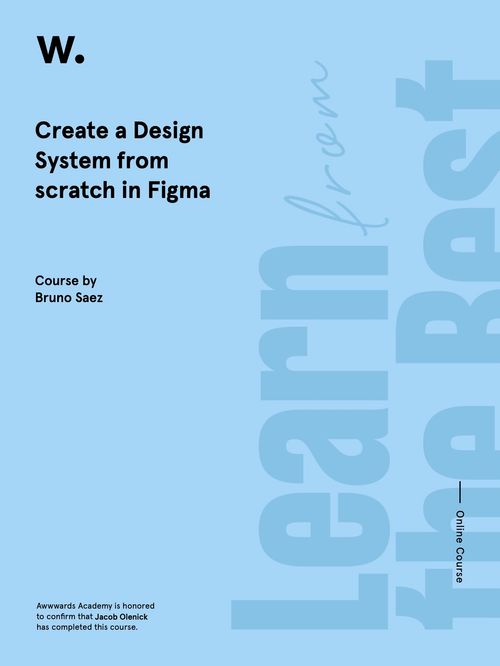 W.
Create a Design
System from
scratch in Figma
Course by
Bruno Saez
Learn from
the Best
Online Course
Awwwards Academy is honored
to confirm that Jacob Olenick
has completed this course.